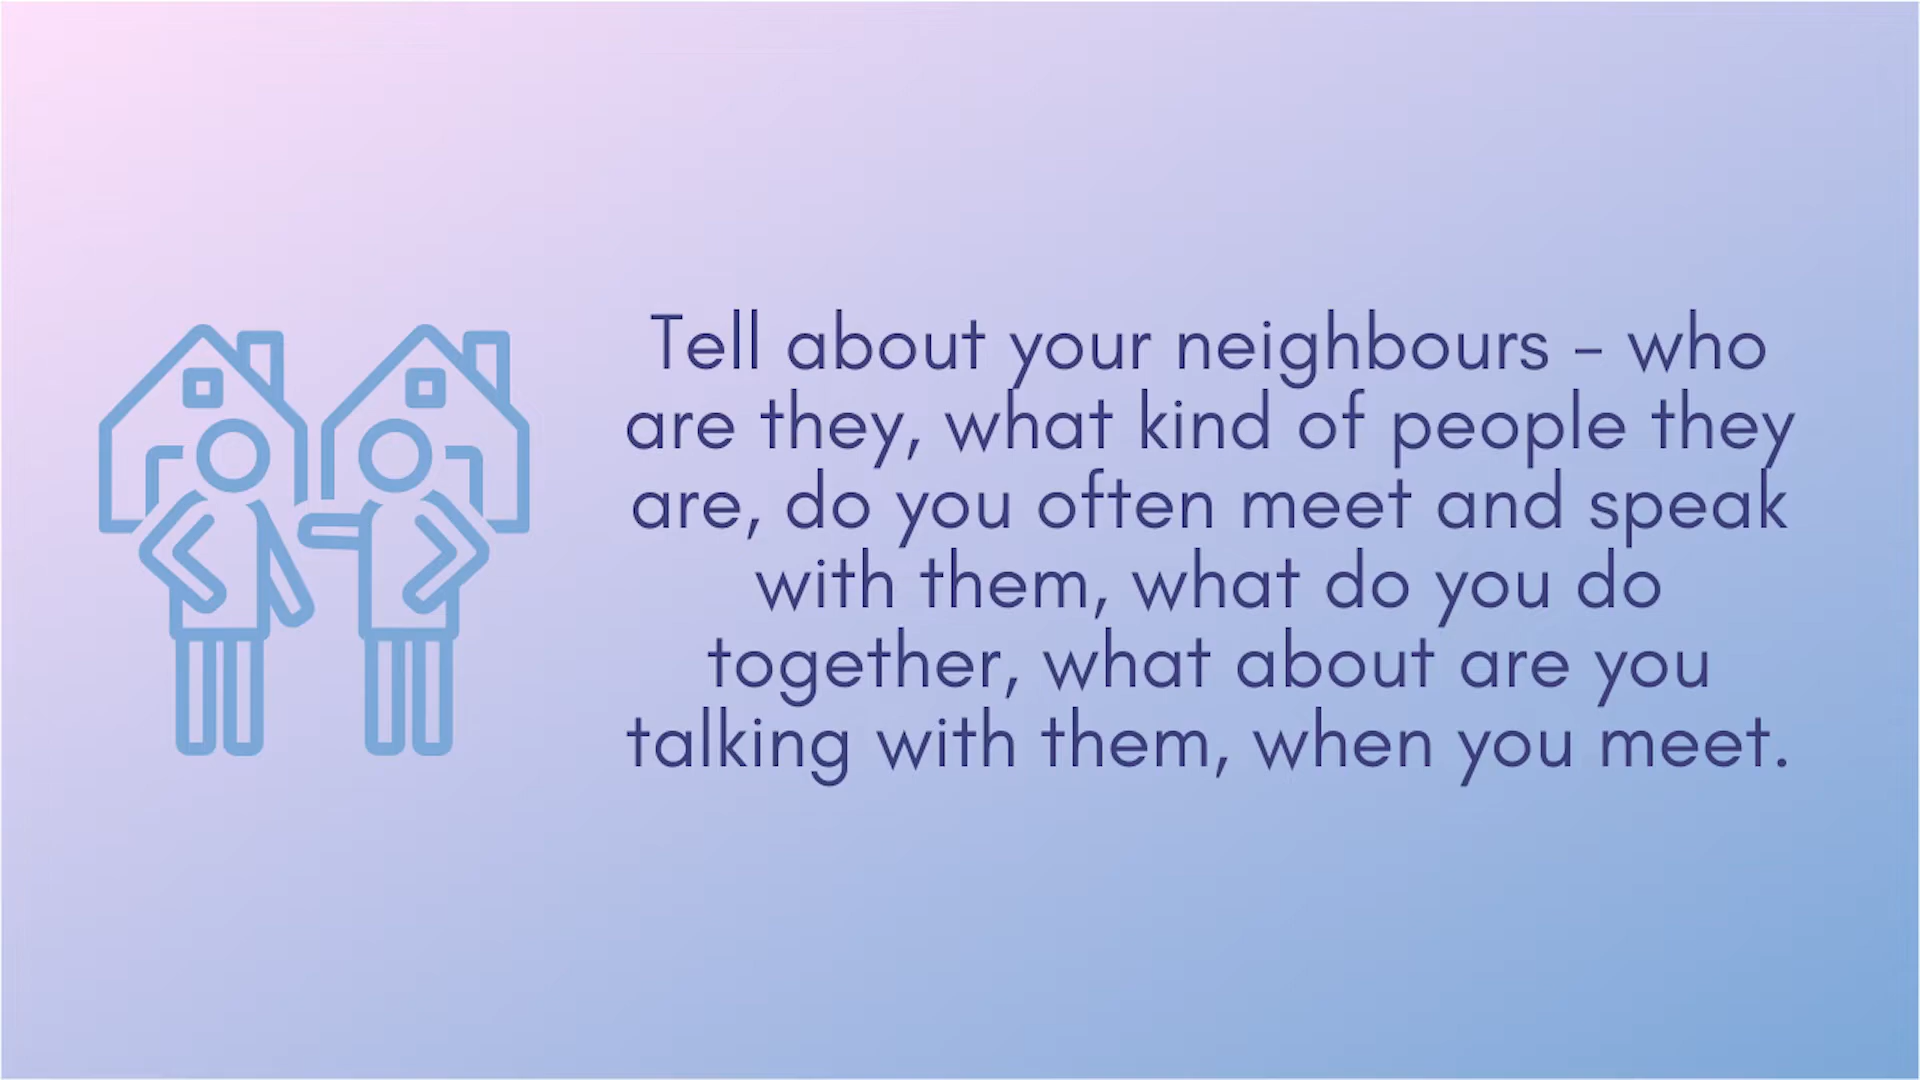 Tell about your neighbours - who
are they, what kind of people they
are, do you often meet and speak
with them, what do you do
together, what about are you
talking with them, when you meet.